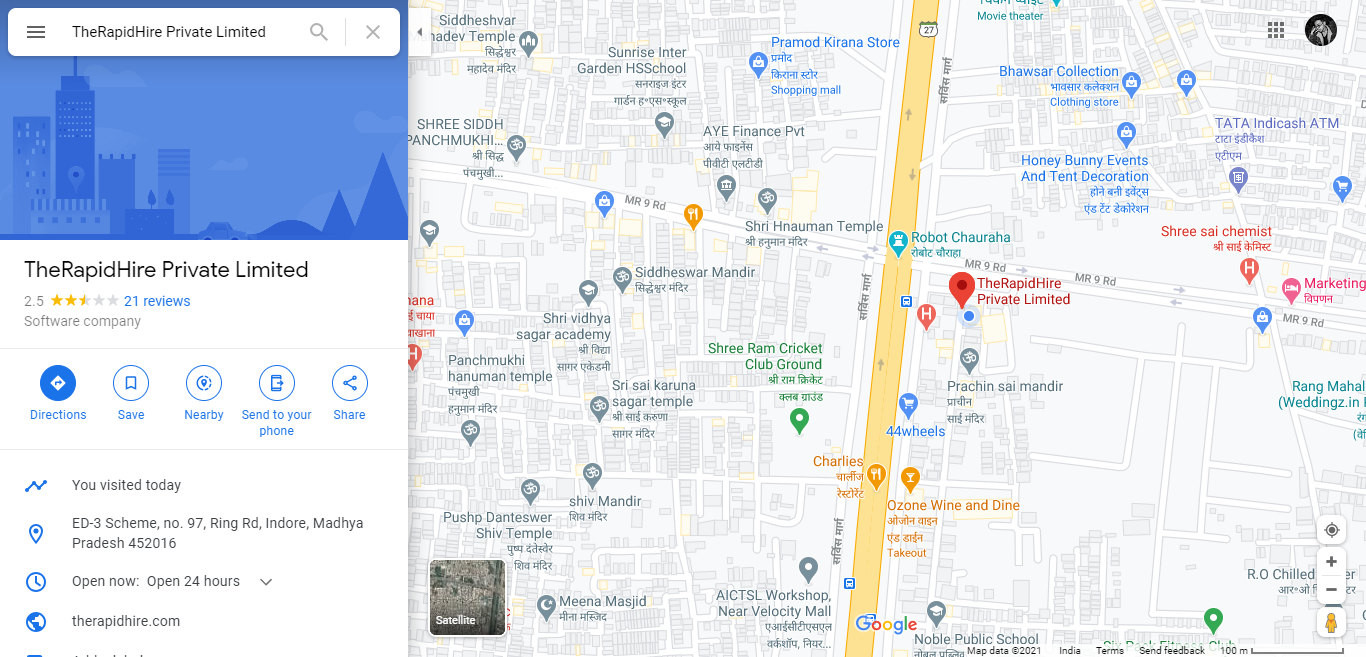 TheRapidHire Private Limited
TheRapidHire Private Limited
2.5 21 reviews
Software company
Directions
Save
Nearby
Send to your
phone
Share
You visited today
ED-3 Scheme, no. 97, Ring Rd, Indore, Madhya
Pradesh 452016
Open now: Open 24 hours
therapidhire.com
Siddheshvar
adev Temple
सिद्धेश्वर
महादेव मंदिर
Sunrise Inter
Garden HSSchool
सनराइज इंटर
गार्डन ह॰एस॰स्कूल
Pramod Kirana Store
प्रमोद
किराना स्टोर
Shopping mall
Movie theater
27
सर्विस मार्ग
Bhawsar Collection
भावसार कलेक्शन
Clothing store
TATA Indicash ATM
टाटा इंडीकैश
एटीएम
SHREE SIDDH
PANCHMUKHI...
श्री सिद्ध
पंचमुखी...
AYE Finance Pvt
आये फाइनेंस
पीवीटी एलटीडी
Honey Bunny Events
And Tent Decoration
होने बनी इवेंट्स
एंड टेंट डेकोरेशन
MR 9 Rd
Shri Hnauman Temple
श्री हनुमान मंदिर
Robot Chauraha
रोबोट चौराहा
Shree sai chemist
श्री साई केमिस्ट
MR 9 Rd
MR 9 Rd
MR 9 Rd
TheRapidHire
Private Limited
Marketing
विपणन
Siddheswar Mandir
सिद्धेश्वर मंदिर
सर्विस मार्ग
Shri vidhya
sagar academy
श्री विद्या
सागर एकेडमी
Panchmukhi
hanuman temple
पंचमुखी
हनुमान मंदिर
Shree Ram Cricket
Club Ground
श्री राम क्रिकेट
क्लब ग्राउंड
Sri sai karuna
sagar temple
श्री साई करुणा
सागर मंदिर
Prachin sai mandir
प्राचीन
साई मंदिर
Rang Mahal
(Weddingz.in
44wheels
Charlies
चार्लीज
रेस्टोरेंट
shiv Mandir
शिव मंदिर
Ozone Wine and Dine
ओजोन वाइन
एंड डाईन
Takeout
Pushp Danteswer
Shiv Temple
पुष्प दंतेस्वेर
शिव मंदिर
सर्विस मार्ग
Meena Masjid
मीना मस्जिद
AICTSL Workshop,
Near Velocity Mall
एआईसीटीएसएल
वर्कशॉप, नियर...
R.O Chilled
Noble Public School
Satellite
Google
Map data ©2021 India Terms Send feedback 100 m